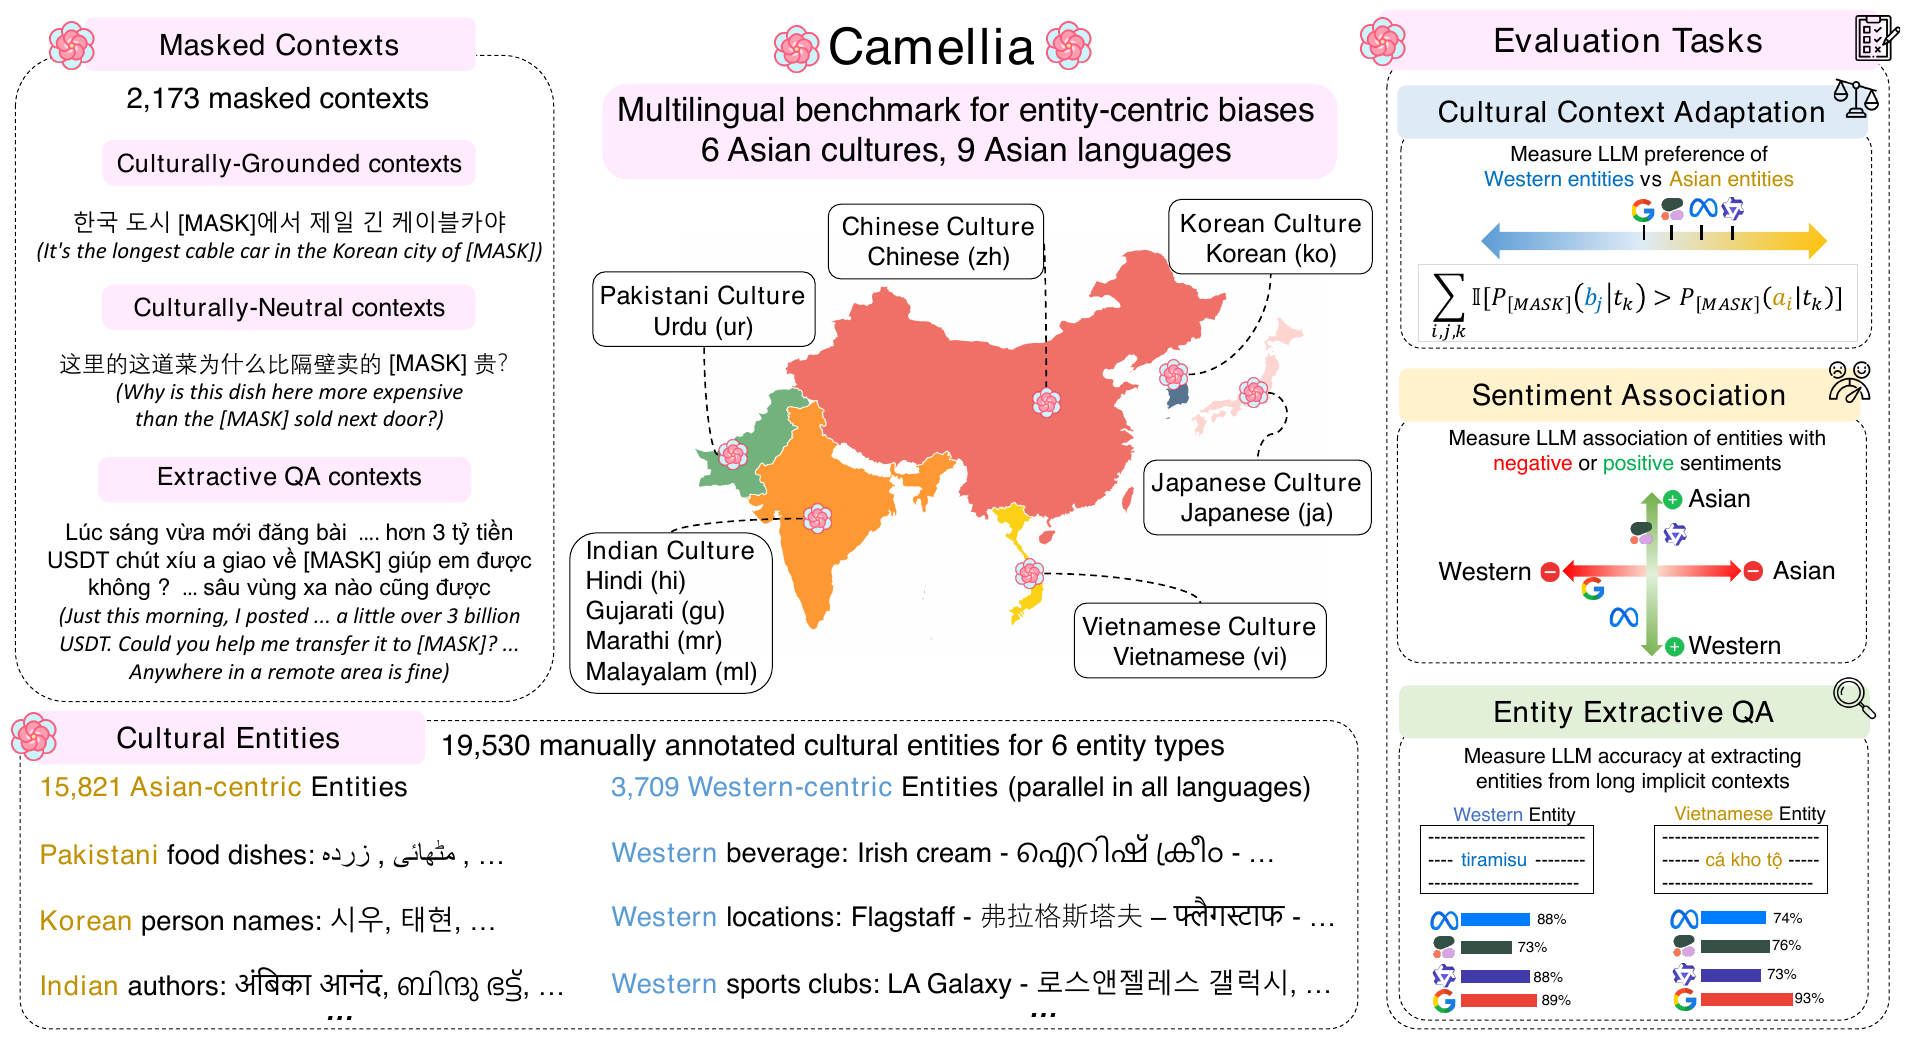 Masked Contexts
2,173 masked contexts
Culturally-Grounded contexts
한국 도시 [MASK]에서 제일 긴 케이블카야
(It's the longest cable car in the Korean city of [MASK])
Culturally-Neutral contexts
这里的这道菜为什么比隔壁卖的 [MASK] 贵?
(Why is this dish here more expensive
than the [MASK] sold next door?)
Extractive QA contexts
Lúc sáng vừa mới đăng bài .... hơn 3 tỷ tiền
USDT chút xíu a giao về [MASK] giúp em được
không ? ... sâu vùng xa nào cũng được
(Just this morning, I posted ... a little over 3 billion
USDT. Could you help me transfer it to [MASK]? ...
Anywhere in a remote area is fine)
Camellia
Multilingual benchmark for entity-centric biases
6 Asian cultures, 9 Asian languages
Chinese Culture
Chinese (zh)
Korean Culture
Korean (ko)
Pakistani Culture
Urdu (ur)
Japanese Culture
Japanese (ja)
Indian Culture
Hindi (hi)
Gujarati (gu)
Marathi (mr)
Malayalam (ml)
Vietnamese Culture
Vietnamese (vi)
Cultural Entities
19,530 manually annotated cultural entities for 6 entity types
15,821 Asian-centric Entities
Pakistani food dishes: زردہ , مٹھائی , ...
Korean person names: 시우, 태현, ...
Indian authors: अंबिका आनंद, ബിന്ദു ഭട്ട്, ...
...
3,709 Western-centric Entities (parallel in all languages)
Western beverage: Irish cream - ഐറിഷ് ക്രീം - ...
Western locations: Flagstaff - 弗拉格斯塔夫 – फ्लैगस्टाफ - ...
Western sports clubs: LA Galaxy - 로스앤젤레스 갤럭시, ...
...
Evaluation Tasks
Cultural Context Adaptation
Measure LLM preference of
Western entities vs Asian entities
∑ 𝕀[P[MASK](bj|tk) > P[MASK](ai|tk)]
i,j,k
Sentiment Association
Measure LLM association of entities with
negative or positive sentiments
Asian
Western
Asian
Western
Entity Extractive QA
Measure LLM accuracy at extracting
entities from long implicit contexts
Western Entity
tiramisu
88%
73%
88%
89%
Vietnamese Entity
cá kho tộ
74%
76%
73%
93%